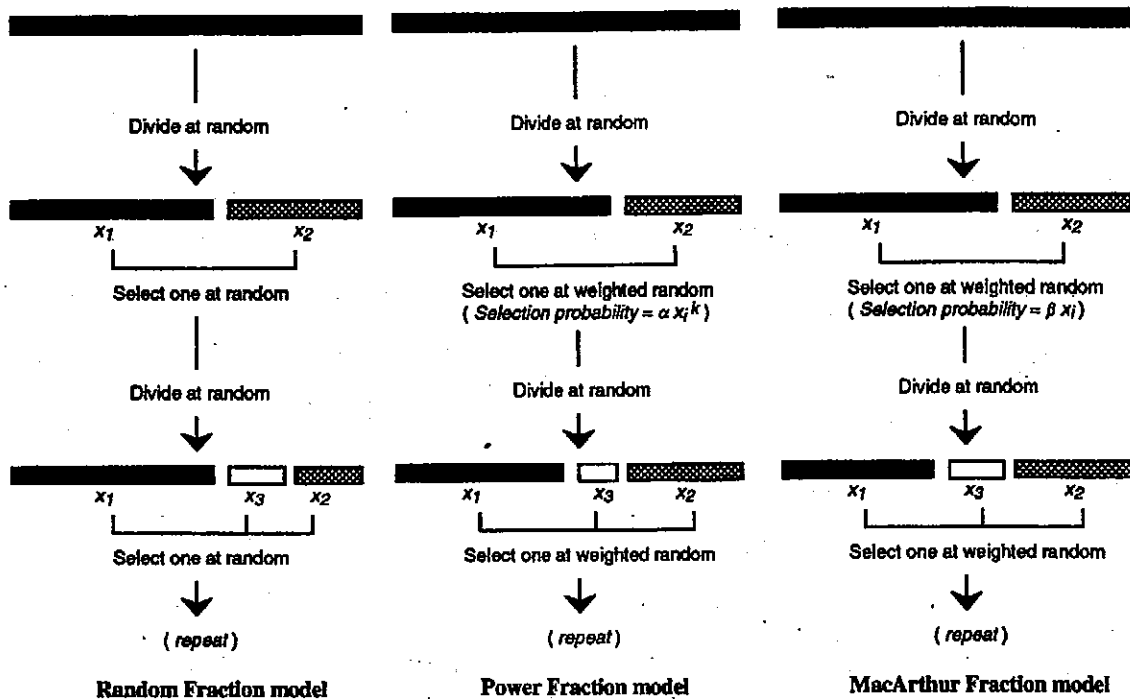 Divide at random
x1 x2
Select one at random
Divide at random
x1 x3 x2
Select one at random
( repeat )
Random Fraction model
Divide at random
x1 x2
Select one at weighted random
( Selection probability = α xi^k )
Divide at random
x1 x3 x2
Select one at weighted random
( repeat )
Power Fraction model
Divide at random
x1 x2
Select one at weighted random
( Selection probability = β xi )
Divide at random
x1 x3 x2
Select one at weighted random
( repeat )
MacArthur Fraction model